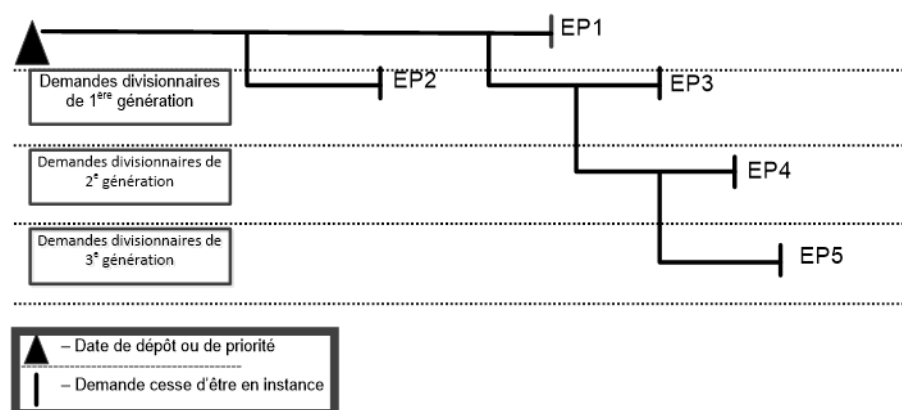 EP1
Demandes divisionnaires
de 1ère génération
EP2
EP3
Demandes divisionnaires de
2e génération
EP4
Demandes divisionnaires de
3e génération
EP5
– Date de dépôt ou de priorité
– Demande cesse d'être en instance